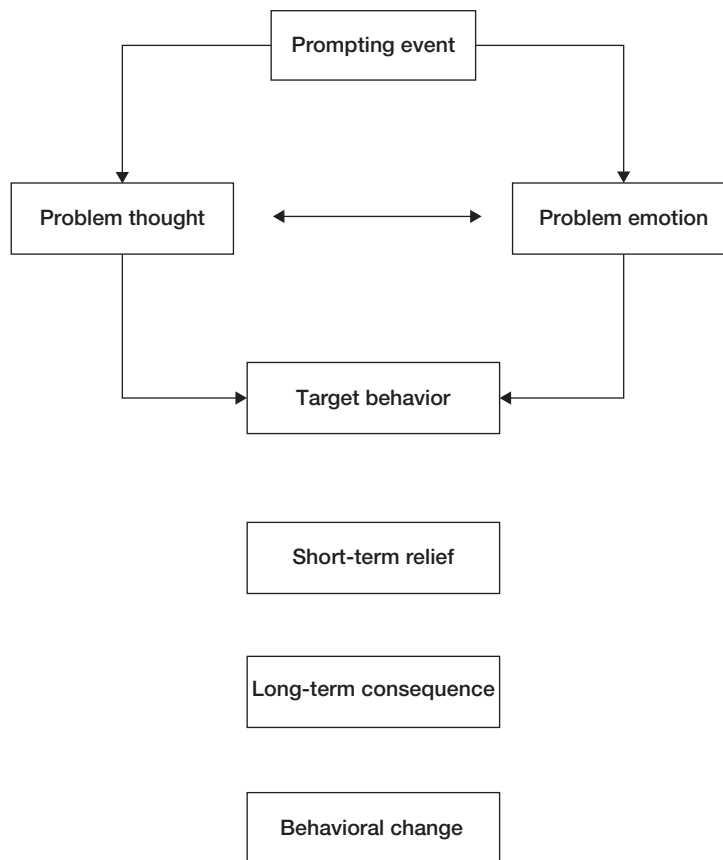 Prompting event
Problem thought
Problem emotion
Target behavior
Short-term relief
Long-term consequence
Behavioral change